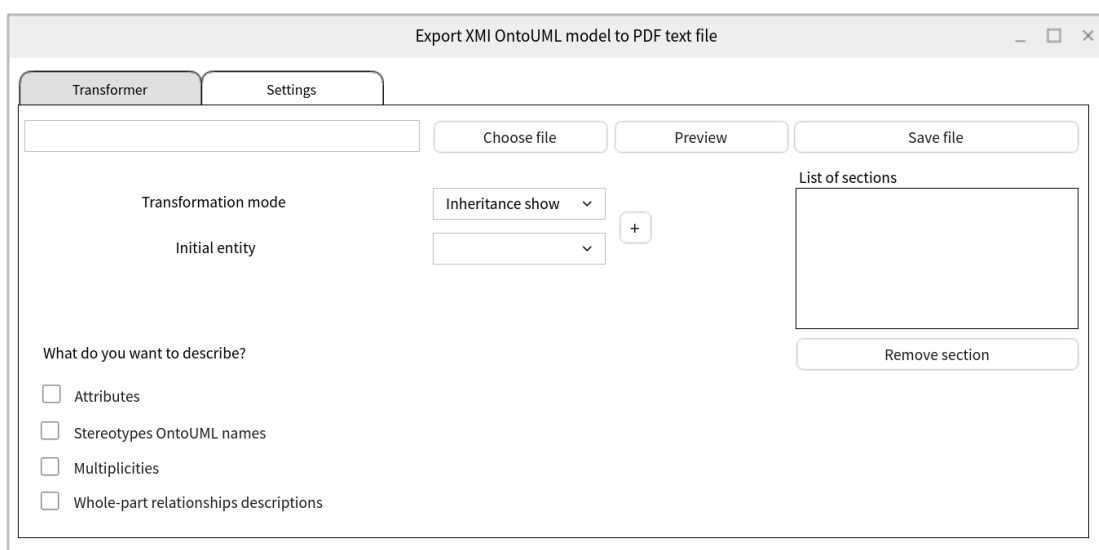 Export XMI OntoUML model to PDF text file
Transformer
Settings
Choose file
Preview
Save file
List of sections
Transformation mode
Inheritance show
+
Initial entity
What do you want to describe?
Remove section
Attributes
Stereotypes OntoUML names
Multiplicities
Whole-part relationships descriptions